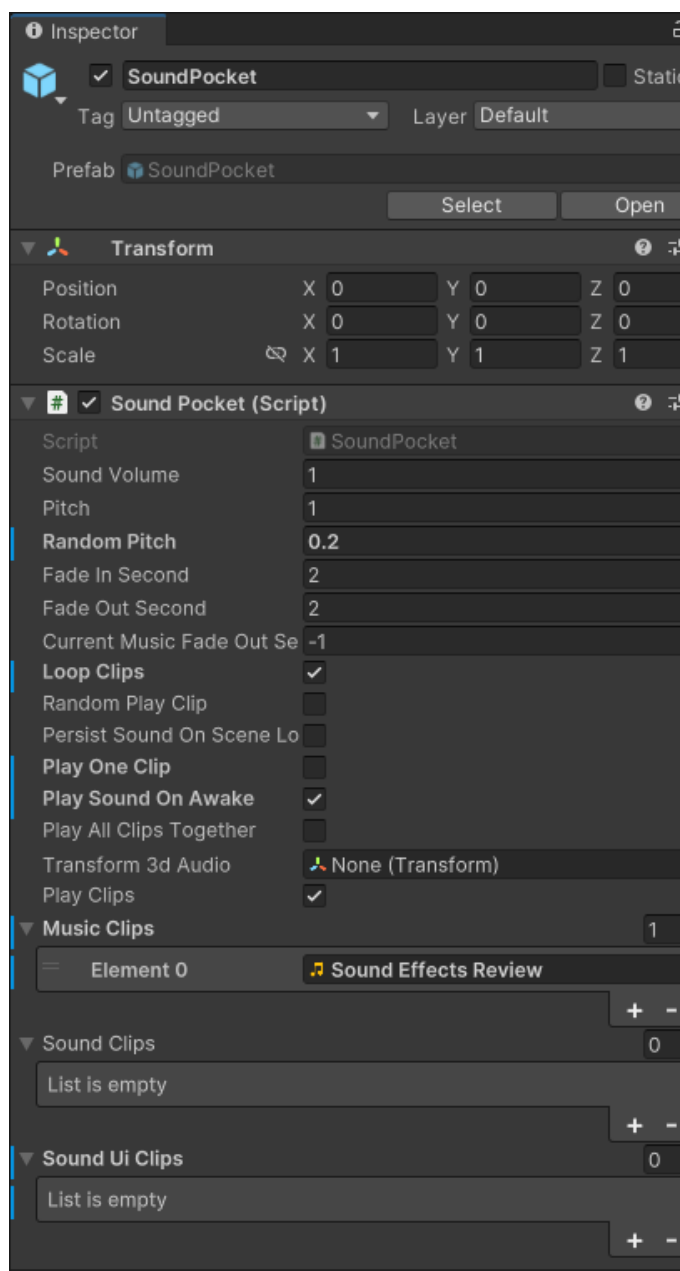 Inspector
SoundPocket Static
Tag Untagged Layer Default
Prefab SoundPocket
Select Open
Transform
Position X 0 Y 0 Z 0
Rotation X 0 Y 0 Z 0
Scale X 1 Y 1 Z 1
# Sound Pocket (Script)
Script SoundPocket
Sound Volume 1
Pitch 1
Random Pitch 0.2
Fade In Second 2
Fade Out Second 2
Current Music Fade Out Se -1
Loop Clips
Random Play Clip
Persist Sound On Scene Lo
Play One Clip
Play Sound On Awake
Play All Clips Together
Transform 3d Audio None (Transform)
Play Clips
Music Clips 1
Element 0 Sound Effects Review
+ -
Sound Clips 0
List is empty
+ -
Sound Ui Clips 0
List is empty
+ -